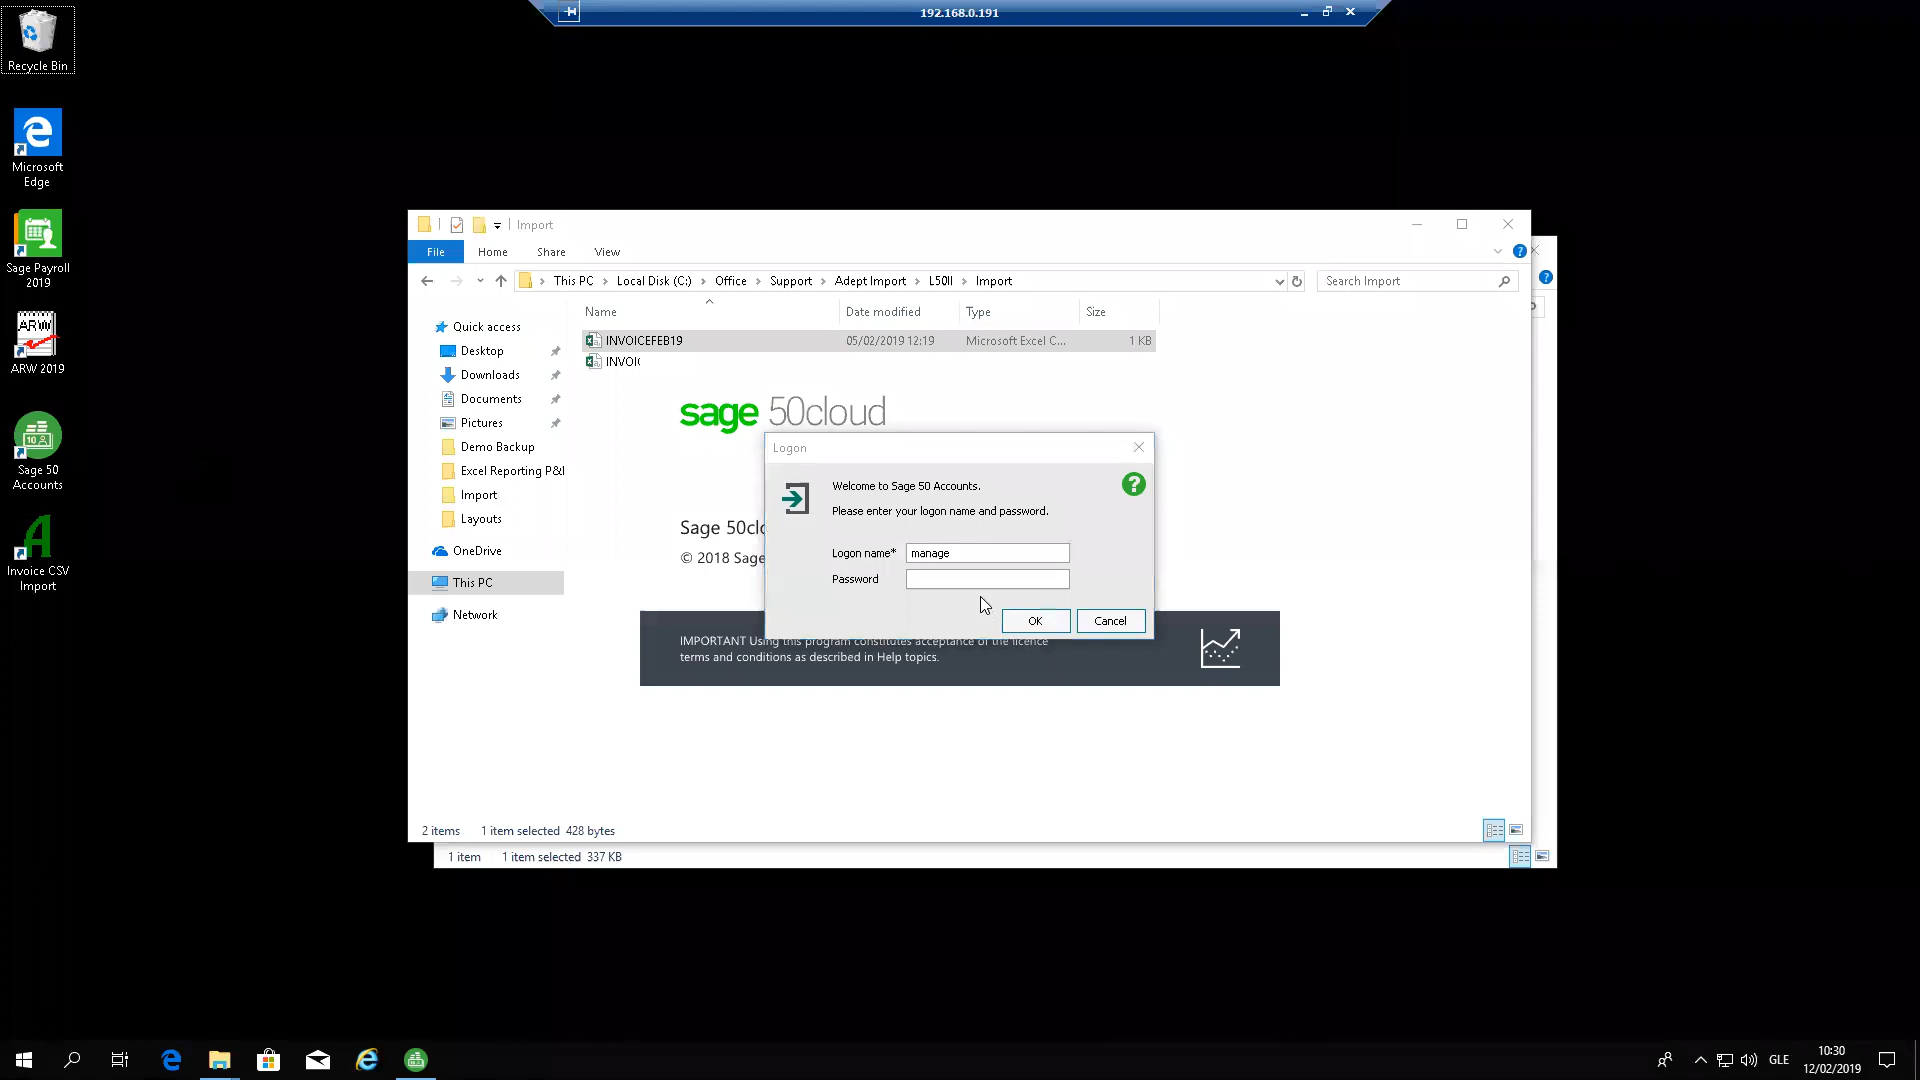 192.168.0.191
Recycle Bin
Microsoft
Edge
Sage Payroll
2019
ARW
ARW 2019
10
Sage 50
Accounts
Invoice CSV
Import
Import
File
Home
Share
View
This PC
Local Disk (C:)
Office
Support
Adept Import
L50II
Import
Search Import
Name
Date modified
Type
Size
Quick access
Desktop
Downloads
Documents
Pictures
Demo Backup
Excel Reporting P&
Import
Layouts
OneDrive
This PC
Network
INVOICEFEB19
05/02/2019 12:19
Microsoft Excel C...
1 KB
INVOIC
sage 50cloud
Sage 50clo
© 2018 Sage
Logon
Welcome to Sage 50 Accounts.
Please enter your logon name and password.
Logon name*
manage
Password
OK
Cancel
IMPORTANT Using this program constitutes acceptance of the licence
terms and conditions as described in Help topics.
2 items
1 item selected 428 bytes
1 item
1 item selected 337 KB
GLE
10:30
12/02/2019